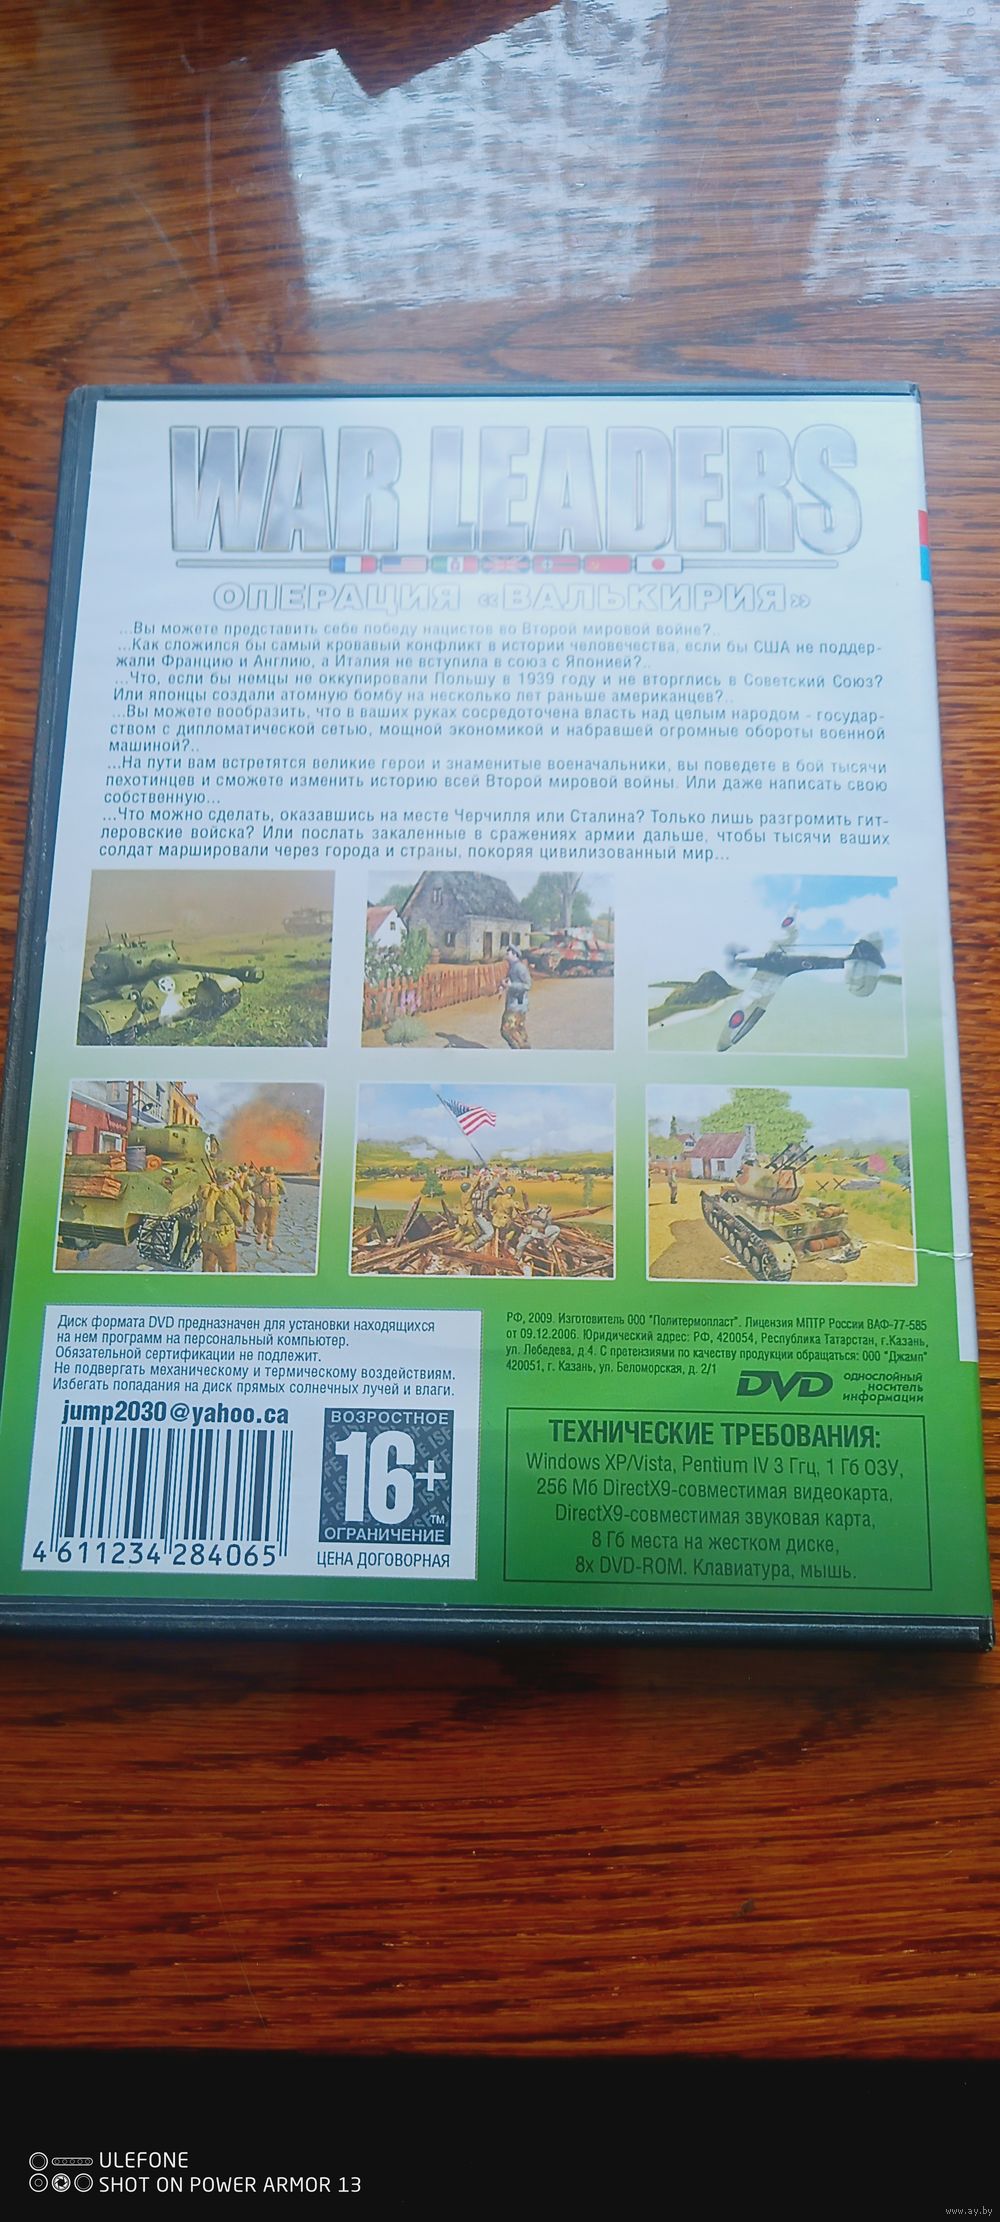 WAR LEADERS
ОПЕРАЦИЯ «ВАЛЬКИРИЯ»
...Вы можете представить себе победу нацистов во Второй мировой войне?..
...Как сложился бы самый кровавый конфликт в истории человечества, если бы США не поддер-
жали Францию и Англию, а Италия не вступила в союз с Японией?..
...Что, если бы немцы не оккупировали Польшу в 1939 году и не вторглись в Советский Союз?
Или японцы создали атомную бомбу на несколько лет раньше американцев?..
...Вы можете вообразить, что в ваших руках сосредоточена власть над целым народом - государ-
ством с дипломатической сетью, мощной экономикой и набравшей огромные обороты военной
машиной?..
...На пути вам встретятся великие герои и знаменитые военачальники, вы поведете в бой тысячи
пехотинцев и сможете изменить историю всей Второй мировой войны. Или даже написать свою
собственную...
...Что можно сделать, оказавшись на месте Черчилля или Сталина? Только лишь разгромить гит-
леровские войска? Или послать закаленные в сражениях армии дальше, чтобы тысячи ваших
солдат маршировали через города и страны, покоряя цивилизованный мир...
Диск формата DVD предназначен для установки находящихся
на нем программ на персональный компьютер.
Обязательной сертификации не подлежит.
Не подвергать механическому и термическому воздействиям.
Избегать попадания на диск прямых солнечных лучей и влаги.
jump2030@yahoo.ca
4 611234 284065
ВОЗРОСТНОЕ
16+
TM
ОГРАНИЧЕНИЕ
ЦЕНА ДОГОВОРНАЯ
РФ, 2009. Изготовитель ООО "Политермопласт". Лицензия МПТР России ВАФ-77-585
от 09.12.2006. Юридический адрес: РФ, 420054, Республика Татарстан, г.Казань,
ул. Лебедева, д.4. С претензиями по качеству продукции обращаться: ООО "Джамп"
420051, г. Казань, ул. Беломорская, д. 2/1
DVD однослойный
носитель
информации
ТЕХНИЧЕСКИЕ ТРЕБОВАНИЯ:
Windows XP/Vista, Pentium IV 3 Ггц, 1 Гб ОЗУ,
256 Мб DirectX9-совместимая видеокарта,
DirectX9-совместимая звуковая карта,
8 Гб места на жестком диске,
8x DVD-ROM. Клавиатура, мышь.
ULEFONE
SHOT ON POWER ARMOR 13
www.ay.by